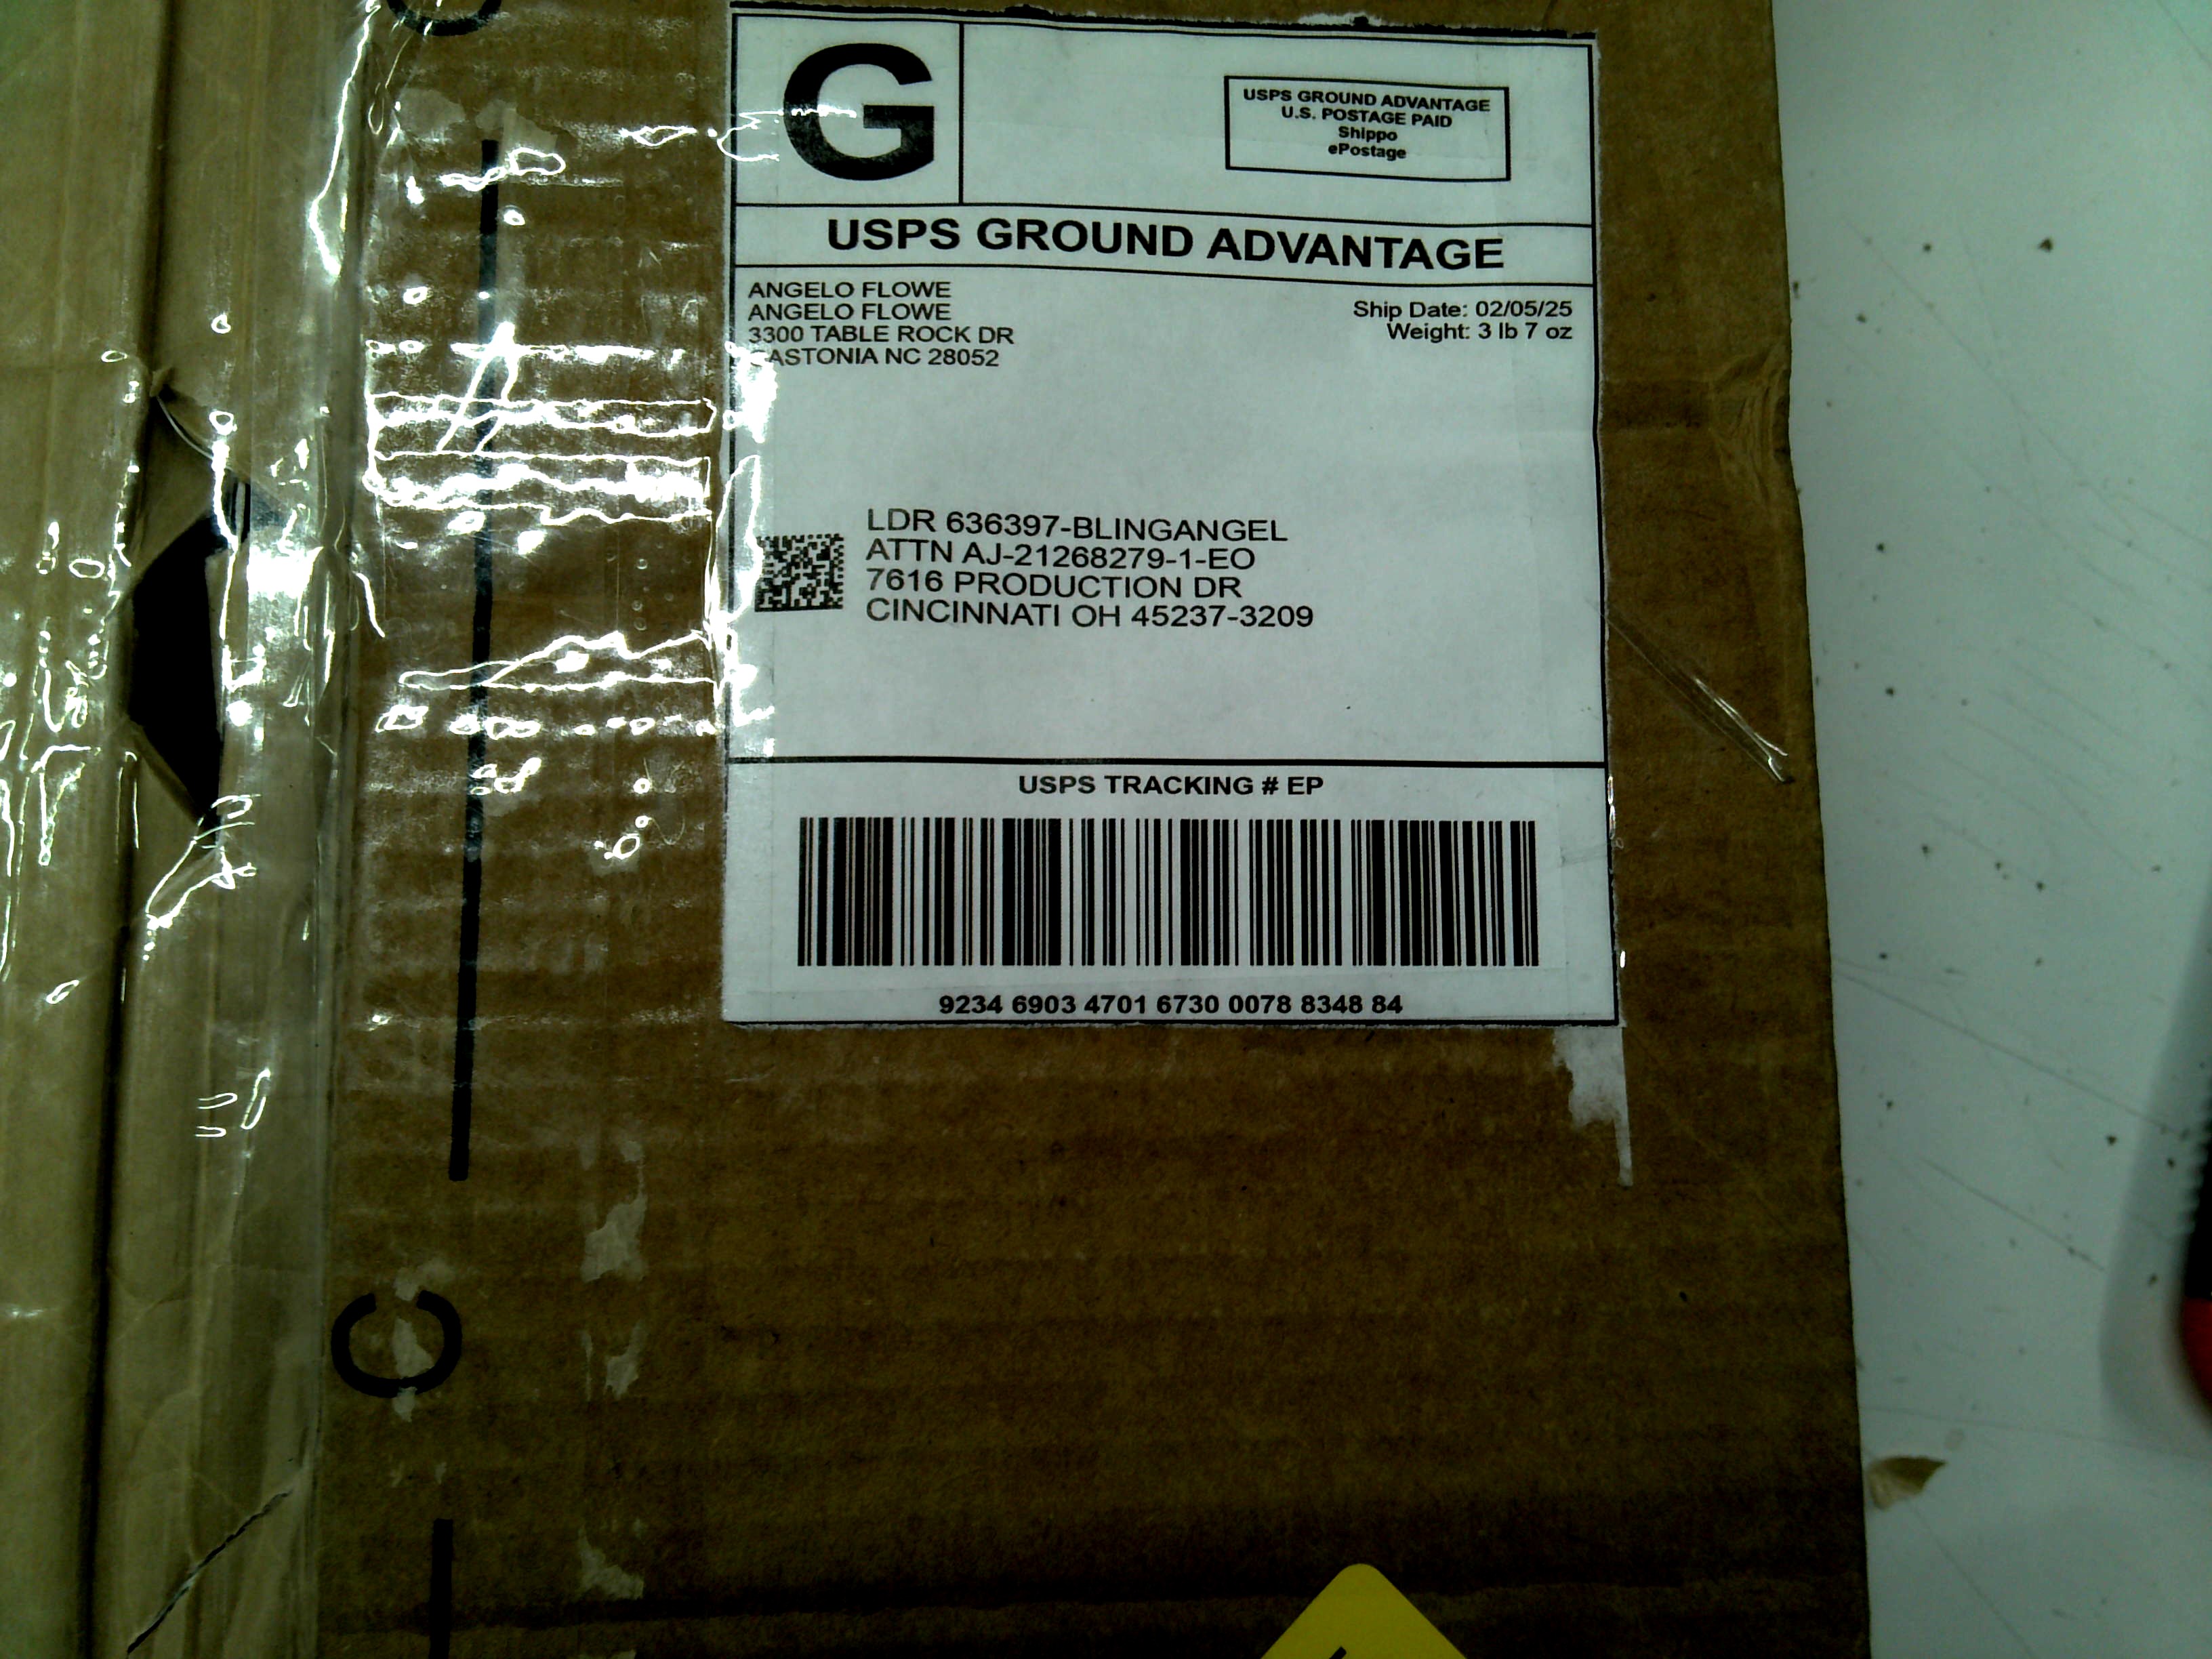 G
USPS GROUND ADVANTAGE
U.S. POSTAGE PAID
Shippo
ePostage
USPS GROUND ADVANTAGE
ANGELO FLOWE
ANGELO FLOWE
3300 TABLE ROCK DR
GASTONIA NC 28052
Ship Date: 02/05/25
Weight: 3 lb 7 oz
LDR 636397-BLINGANGEL
ATTN AJ-21268279-1-EO
7616 PRODUCTION DR
CINCINNATI OH 45237-3209
USPS TRACKING # EP
9234 6903 4701 6730 0078 8348 84